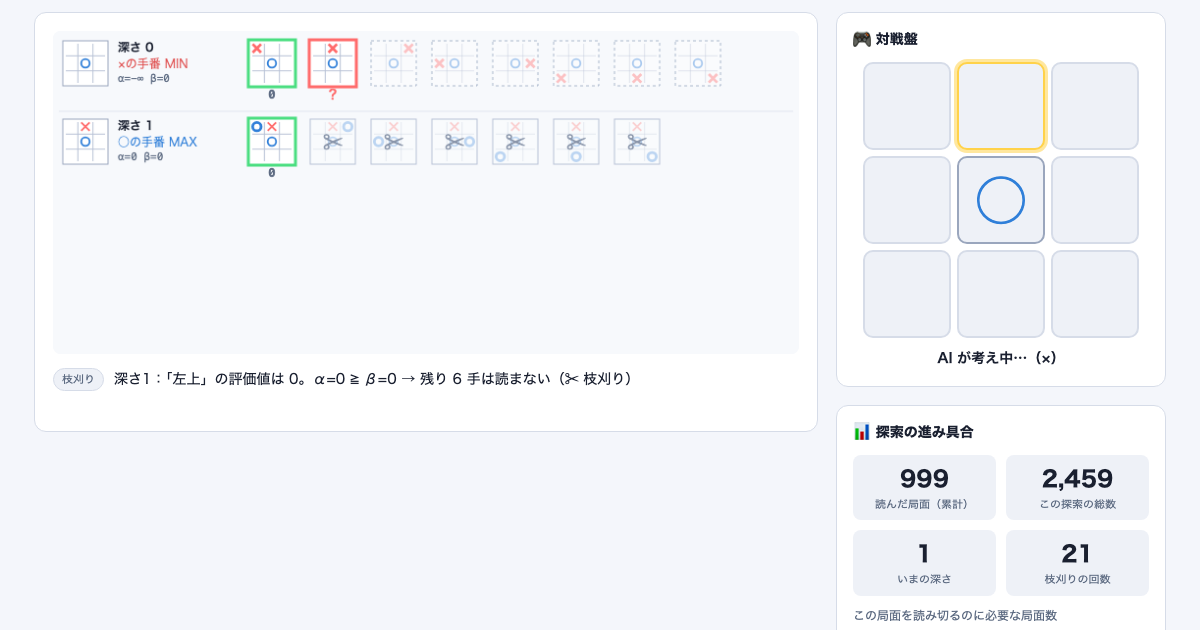 深さ 0
×の手番 MIN
α=−∞ β=0
0
?
深さ 1
○の手番 MAX
α=0 β=0
0
枝刈り 深さ1：「左上」の評価値は 0。α=0 ≧ β=0 → 残り 6 手は読まない（✂ 枝刈り）
🎮 対戦盤
AI が考え中…（×）
📊 探索の進み具合
999
読んだ局面（累計）
2,459
この探索の総数
1
いまの深さ
21
枝刈りの回数
この局面を読み切るのに必要な局面数